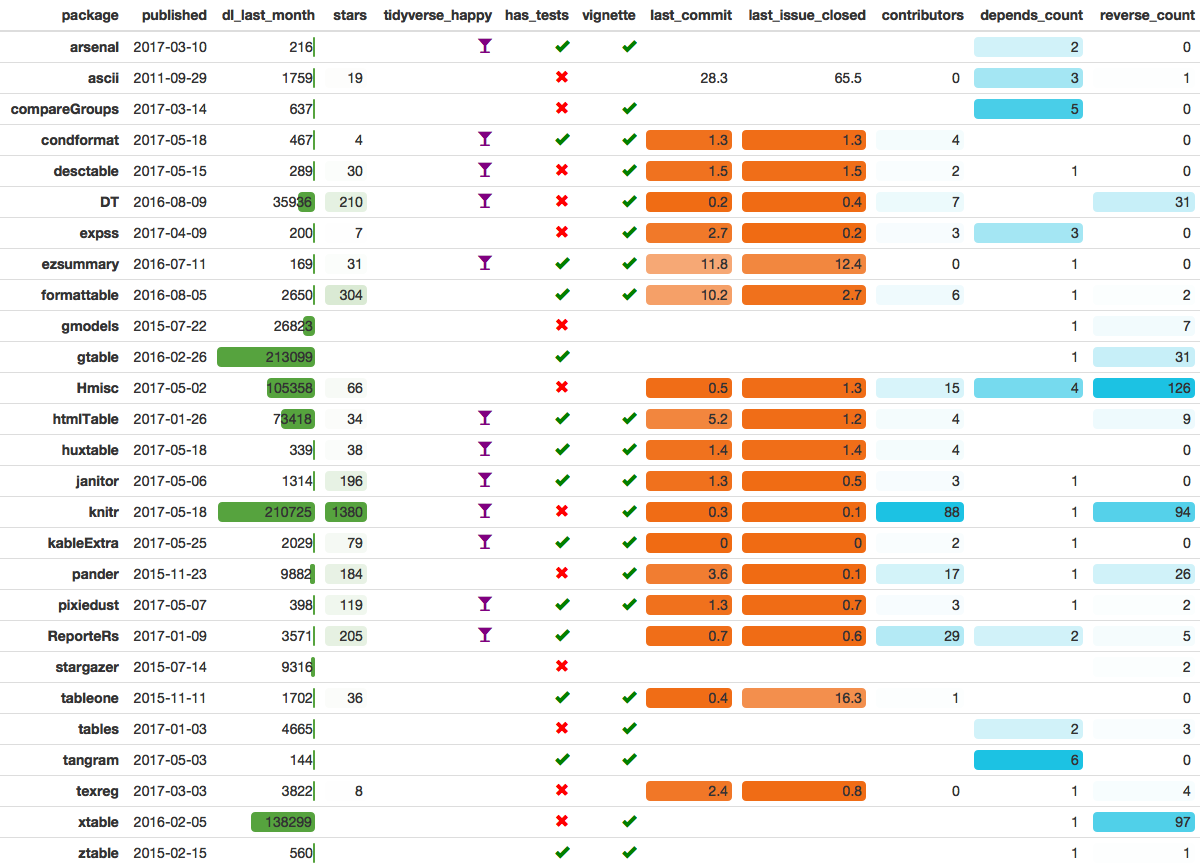 package published dl_last_month stars tidyverse_happy has_tests vignette last_commit last_issue_closed contributors depends_count reverse_count
arsenal 2017-03-10 216 2 0
ascii 2011-09-29 1759 19 28.3 65.5 0 3 1
compareGroups 2017-03-14 637 5 0
condformat 2017-05-18 467 4 1.3 1.3 4 0
desctable 2017-05-15 289 30 1.5 1.5 2 1 0
DT 2016-08-09 35936 210 0.2 0.4 7 31
expss 2017-04-09 200 7 2.7 0.2 3 3 0
ezsummary 2016-07-11 169 31 11.8 12.4 0 1 0
formattable 2016-08-05 2650 304 10.2 2.7 6 1 2
gmodels 2015-07-22 26823 1 7
gtable 2016-02-26 213099 1 31
Hmisc 2017-05-02 105358 66 0.5 1.3 15 4 126
htmlTable 2017-01-26 73418 34 5.2 1.2 4 9
huxtable 2017-05-18 339 38 1.4 1.4 4 0
janitor 2017-05-06 1314 196 1.3 0.5 3 1 0
knitr 2017-05-18 210725 1380 0.3 0.1 88 1 94
kableExtra 2017-05-25 2029 79 0 0 2 1 0
pander 2015-11-23 9882 184 3.6 0.1 17 1 26
pixiedust 2017-05-07 398 119 1.3 0.7 3 1 2
ReporteRs 2017-01-09 3571 205 0.7 0.6 29 2 5
stargazer 2015-07-14 9316 2
tableone 2015-11-11 1702 36 0.4 16.3 1 0
tables 2017-01-03 4665 2 3
tangram 2017-05-03 144 6 0
texreg 2017-03-03 3822 8 2.4 0.8 0 1 4
xtable 2016-02-05 138299 1 97
ztable 2015-02-15 560 1 1